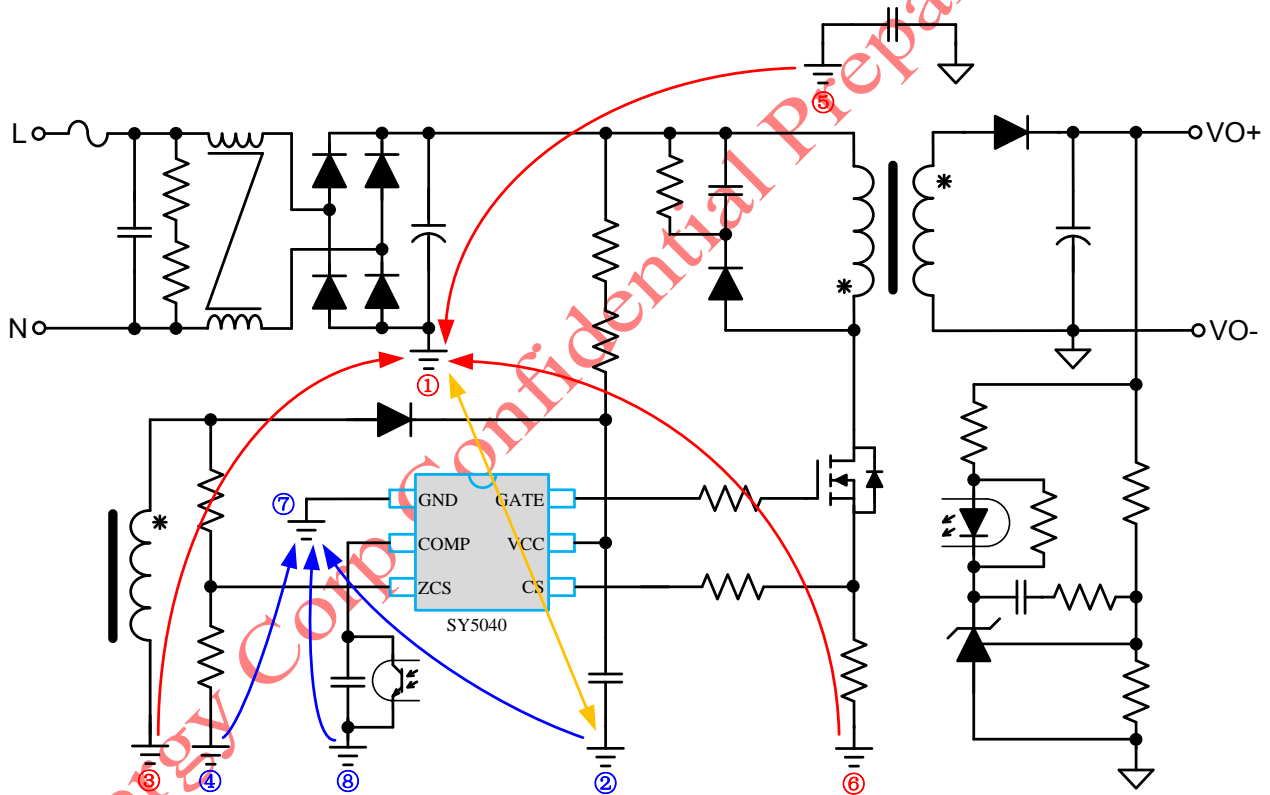 ⑤
L
VO+
N
VO-
①
⑦
GND
GATE
COMP
VCC
ZCS
CS
SY5040
③
④
⑧
②
⑥
Corp Confidential Prepa